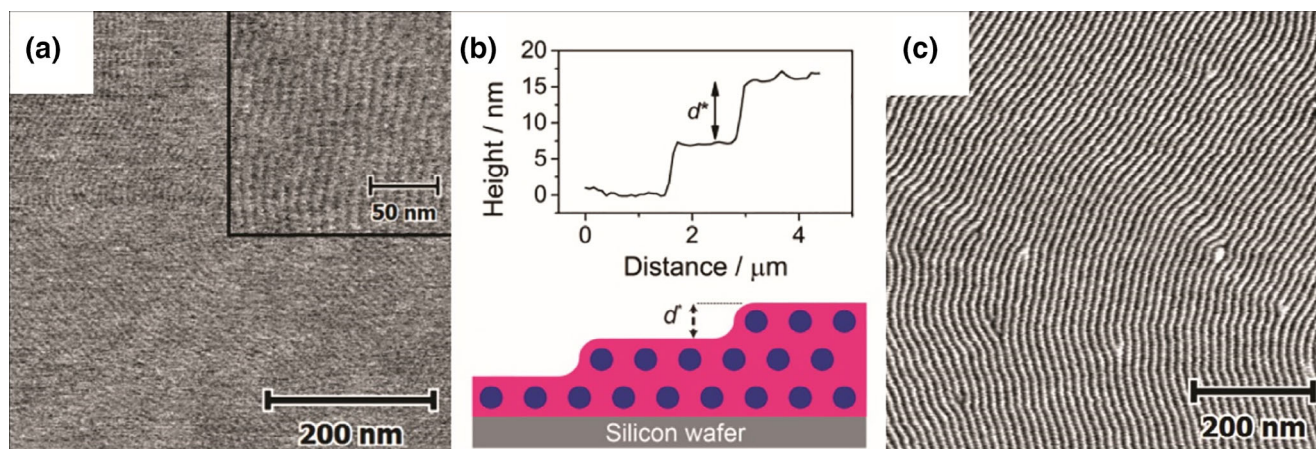 (a)
50 nm
200 nm
(b)
20
15
10
5
0
Height / nm
d*
0
2
4
Distance / μm
d*
Silicon wafer
(c)
200 nm